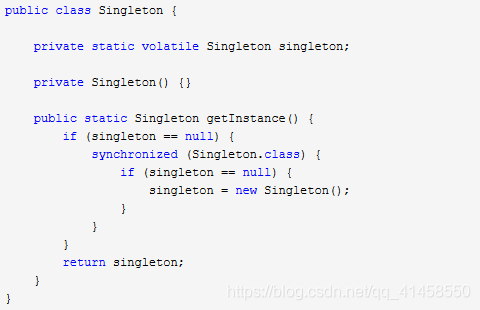 public class Singleton {
    private static volatile Singleton singleton;
    private Singleton() {}
    public static Singleton getInstance() {
        if (singleton == null) {
            synchronized (Singleton.class) {
                if (singleton == null) {
                    singleton = new Singleton();
                }
            }
        }
        return singleton;
    }
}
https://blog.csdn.net/qq_41458550